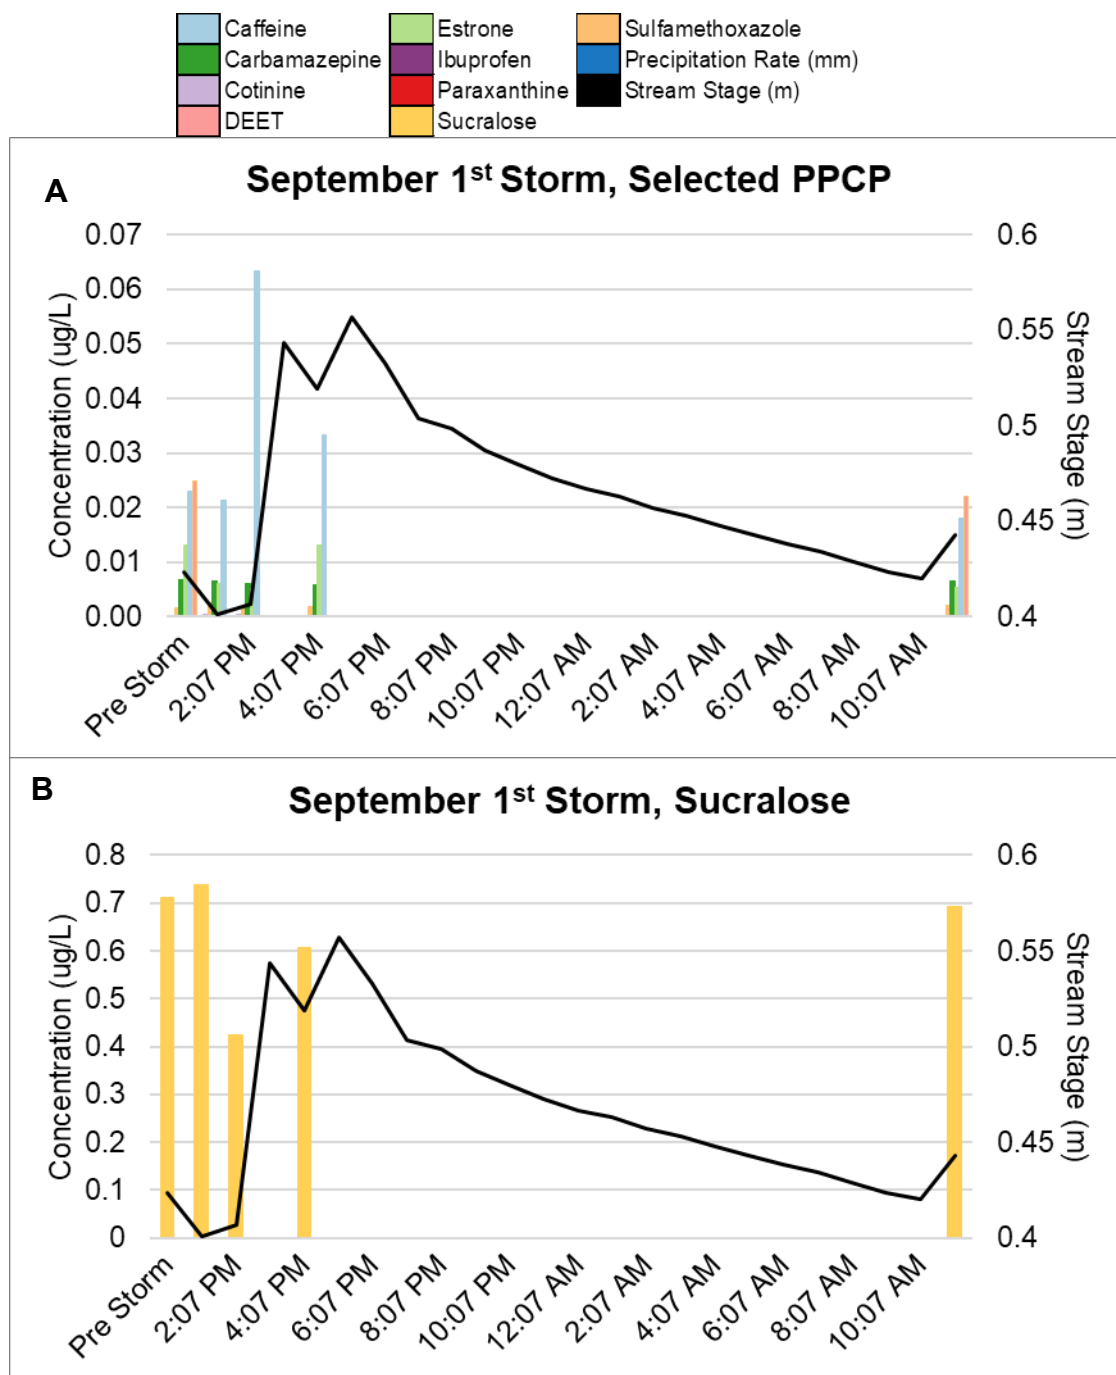 Caffeine
Carbamazepine
Cotinine
DEET
Estrone
Ibuprofen
Paraxanthine
Sucralose
Sulfamethoxazole
Precipitation Rate (mm)
Stream Stage (m)
A
September 1st Storm, Selected PPCP
Concentration (ug/L)
0.07
0.06
0.05
0.04
0.03
0.02
0.01
0.00
0.6
0.55
0.5
0.45
0.4
Stream Stage (m)
Pre Storm
2:07 PM
4:07 PM
6:07 PM
8:07 PM
10:07 PM
12:07 AM
2:07 AM
4:07 AM
6:07 AM
8:07 AM
10:07 AM
B
September 1st Storm, Sucralose
Concentration (ug/L)
0.8
0.7
0.6
0.5
0.4
0.3
0.2
0.1
0
0.6
0.55
0.5
0.45
0.4
Stream Stage (m)
Pre Storm
2:07 PM
4:07 PM
6:07 PM
8:07 PM
10:07 PM
12:07 AM
2:07 AM
4:07 AM
6:07 AM
8:07 AM
10:07 AM